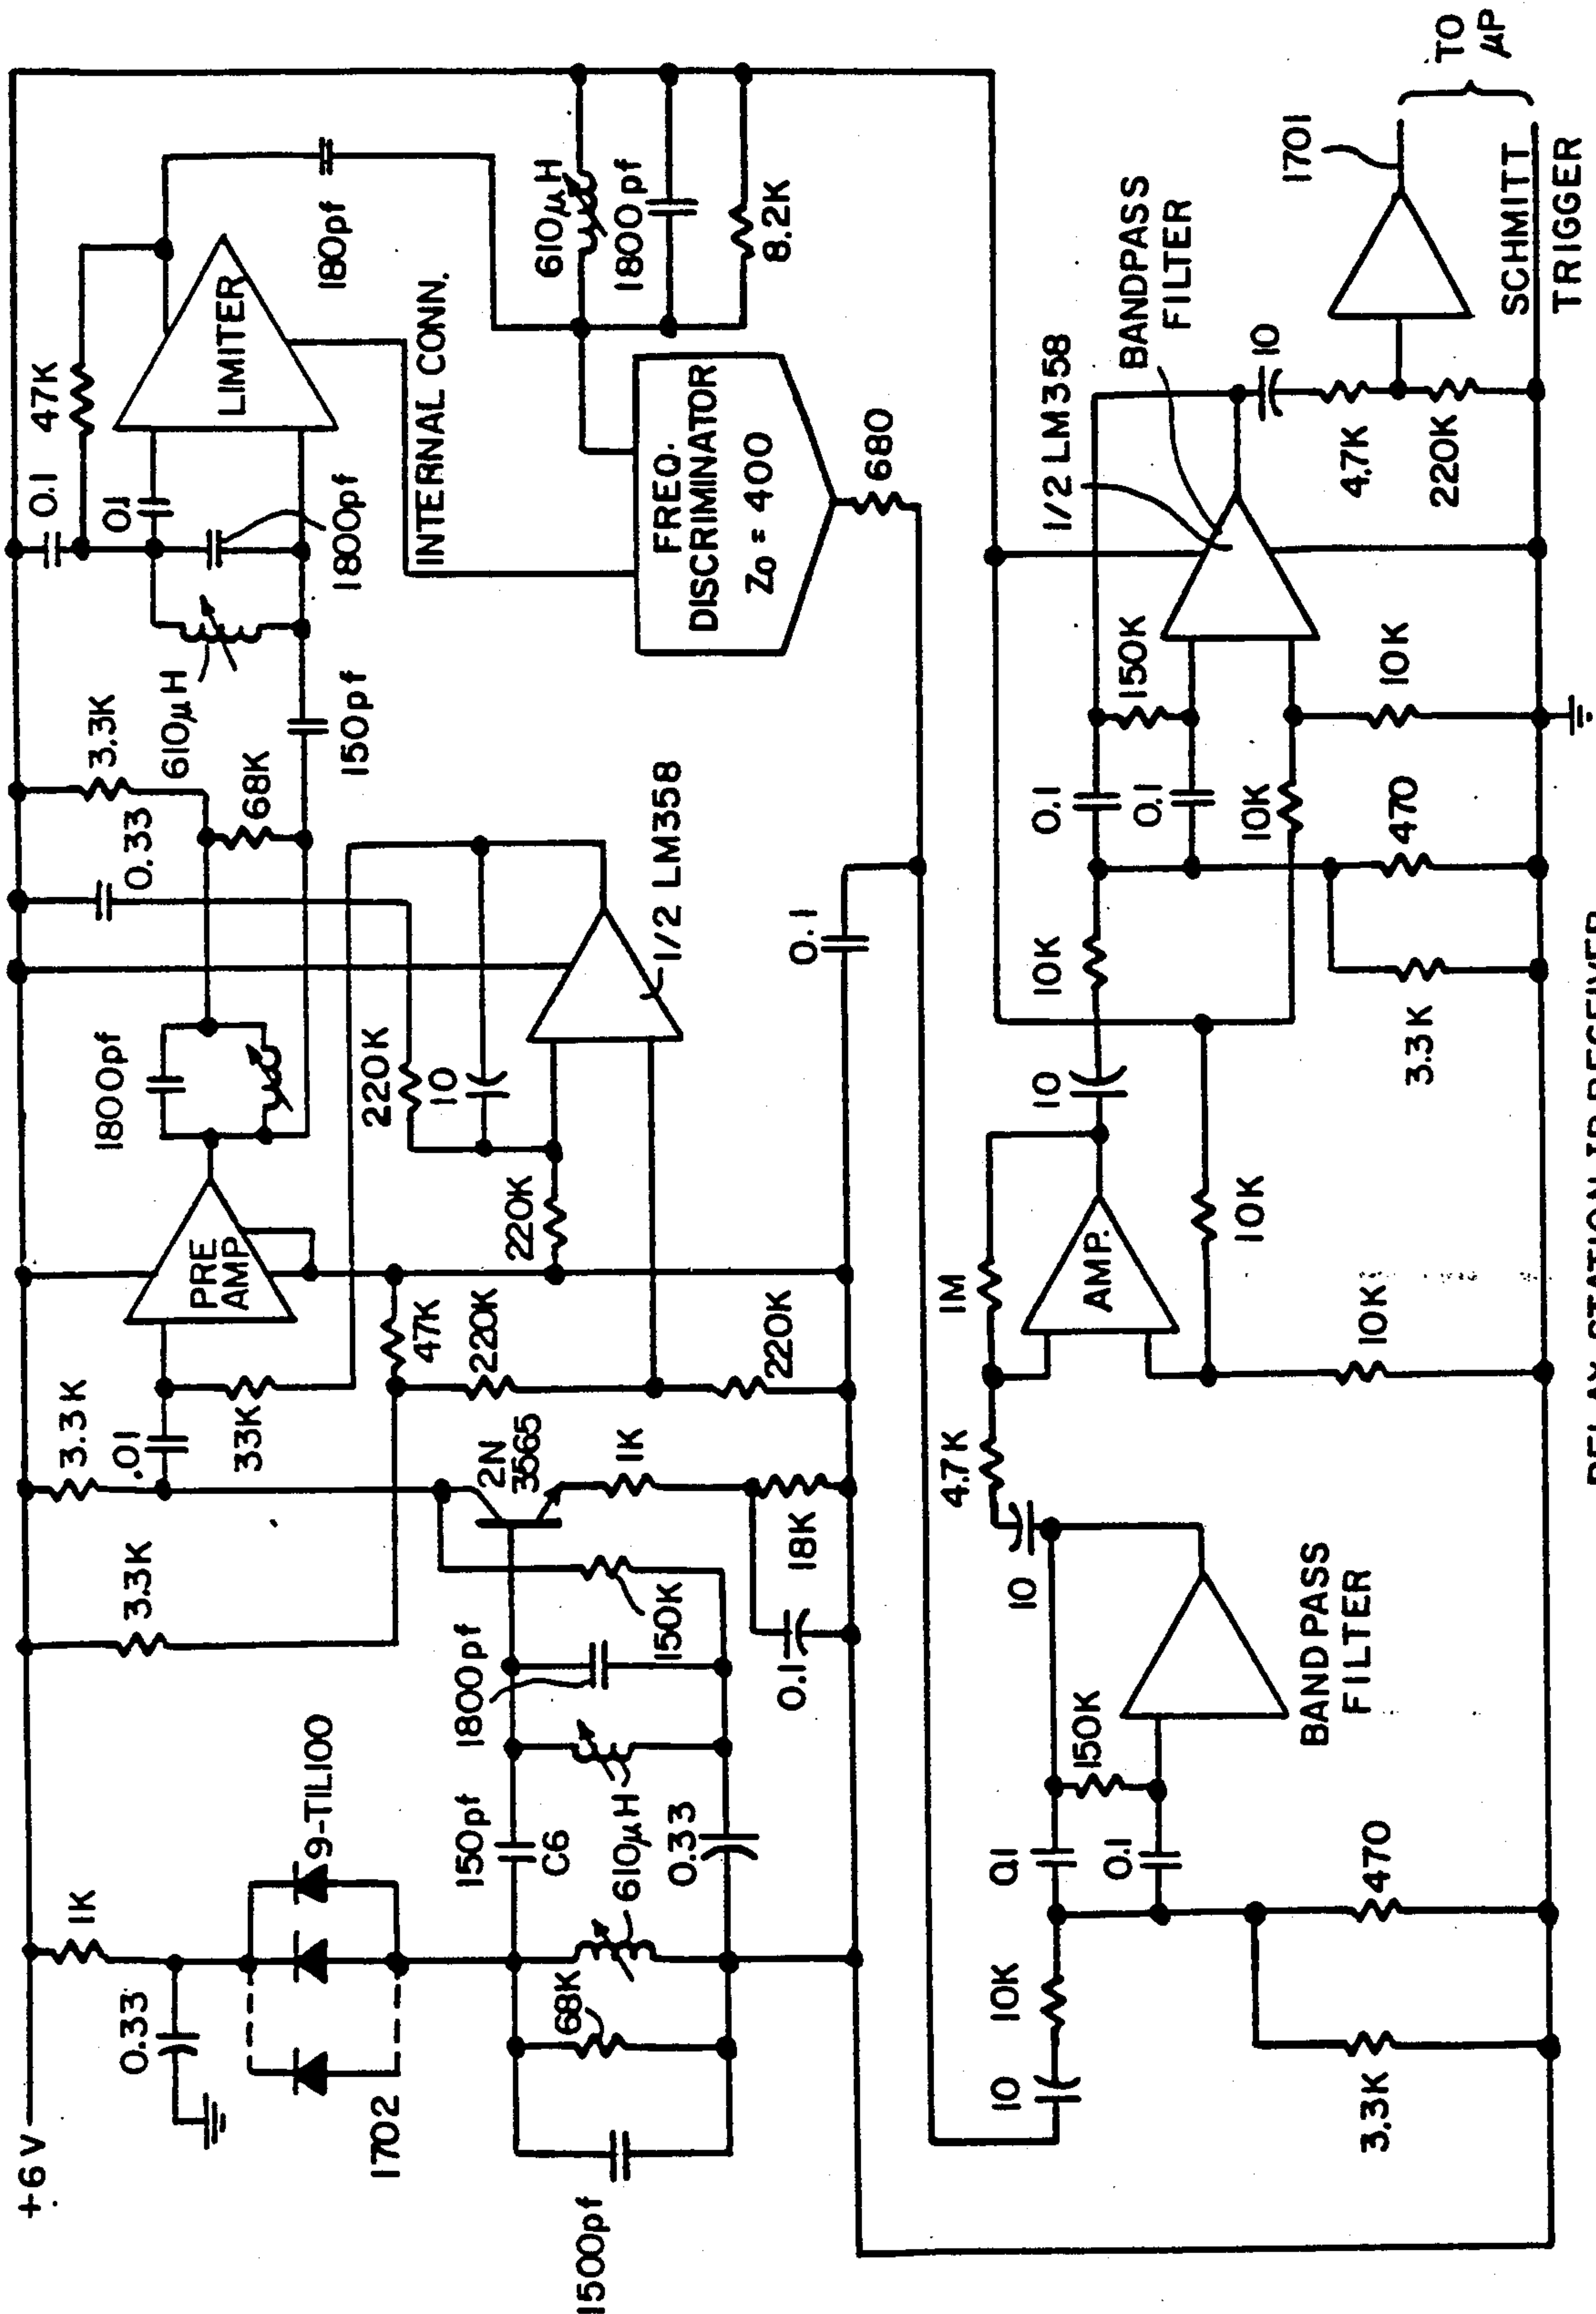 +6V
1K
0.33
9-TIL100
1702
3.3K
3.3K
.01
33K
PRE
AMP
1800pf
0.33
3.3K
68K
610μH
150pf
0.1
47K
0.1
1800pf
LIMITER
180pf
INTERNAL CONN.
610μH
1800pf
8.2K
FREQ.
DISCRIMINATOR
Zo = 400
680
1500pf
68K
150pf
C6
610μH
0.33
1800pf
150K
2N
3565
1K
18K
0.1
47K
220K
220K
220K
220K
10
1/2 LM358
0.1
10
10K
0.1
0.1
150K
3.3K
470
BANDPASS
FILTER
10
4.7K
1M
AMP.
10K
10K
10
10K
0.1
0.1
10K
150K
3.3K
470
10K
1/2 LM358
BANDPASS
FILTER
10
4.7K
220K
1701
SCHMITT
TRIGGER
TO
μP